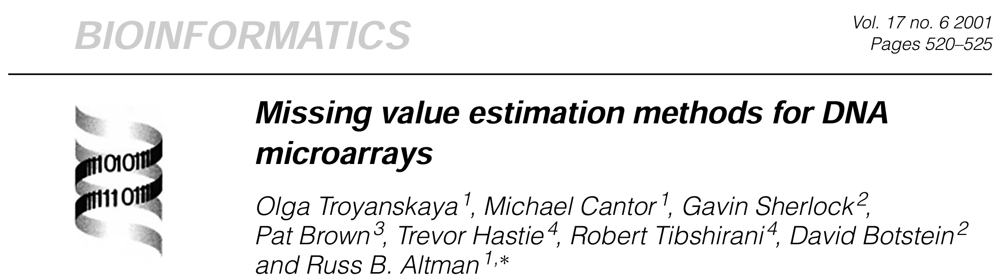 BIOINFORMATICS
Vol. 17 no. 6 2001
Pages 520–525
Missing value estimation methods for DNA
microarrays
Olga Troyanskaya 1, Michael Cantor 1, Gavin Sherlock 2,
Pat Brown 3, Trevor Hastie 4, Robert Tibshirani 4, David Botstein 2
and Russ B. Altman 1,∗